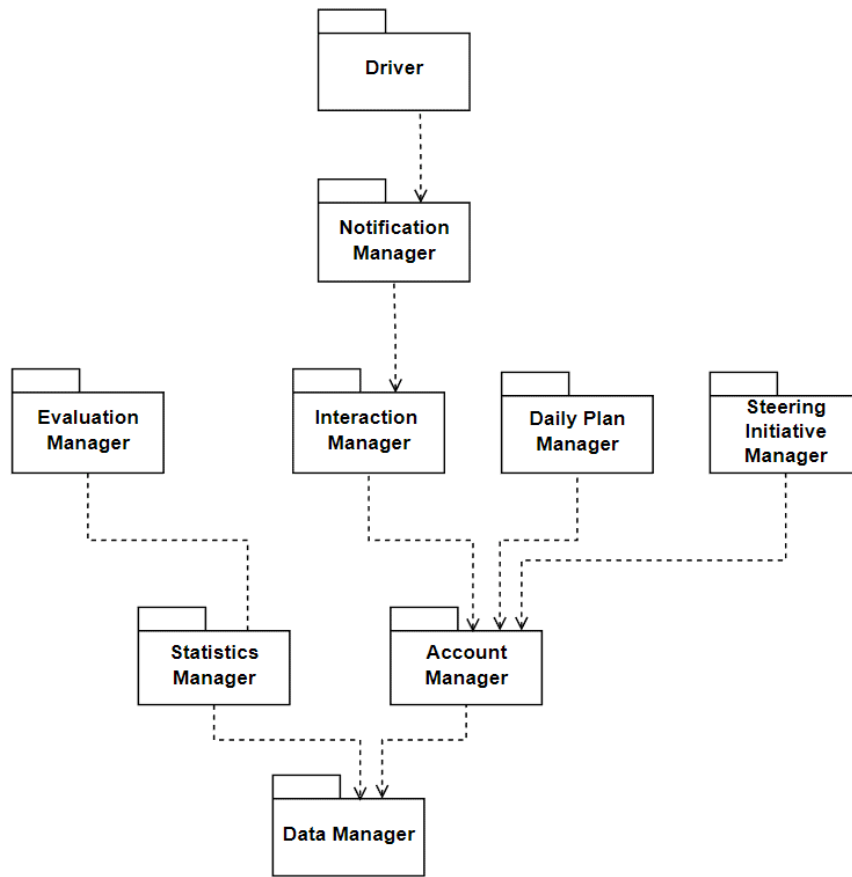 Driver
Notification
Manager
Evaluation
Manager
Interaction
Manager
Daily Plan
Manager
Steering
Initiative
Manager
Statistics
Manager
Account
Manager
Data Manager